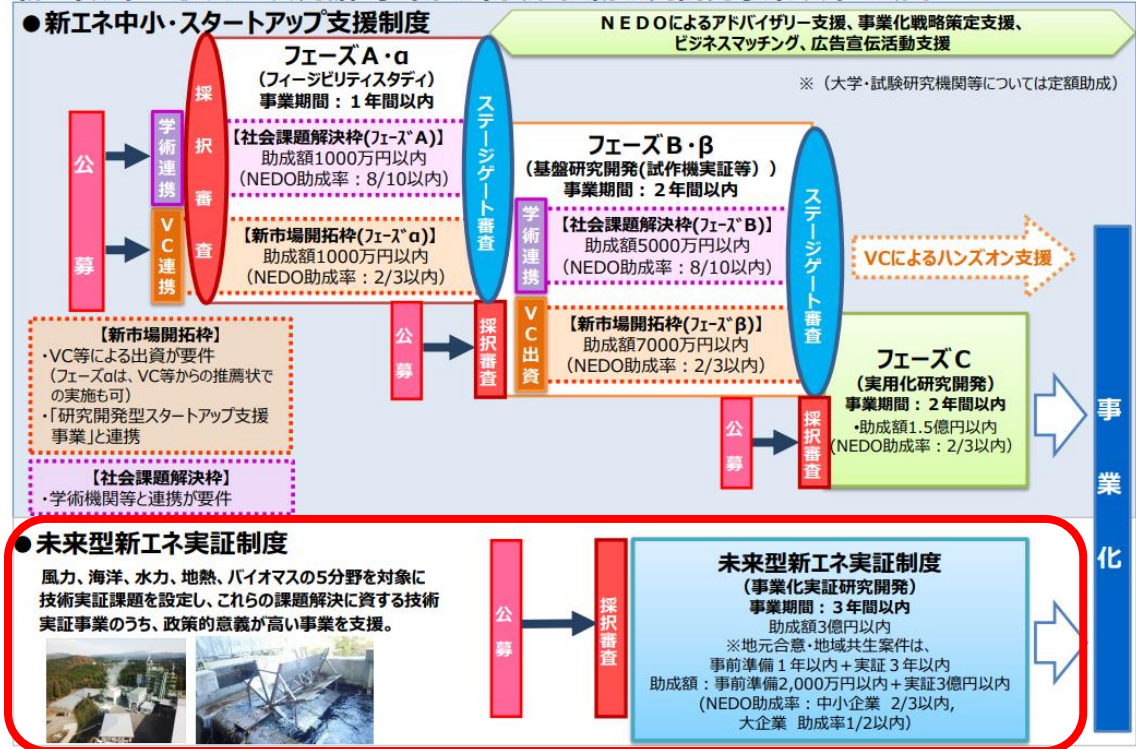 ●新エネ中小・スタートアップ支援制度
NEDOによるアドバイザリー支援、事業化戦略策定支援、
ビジネスマッチング、広告宣伝活動支援
※（大学・試験研究機関等については定額助成）
公募
学術連携
VC連携
採択審査
フェーズA・α
（フィージビリティスタディ）
事業期間：１年間以内
【社会課題解決枠(フェーズA)】
助成額1000万円以内
（NEDO助成率：8/10以内）
【新市場開拓枠(フェーズα)】
助成額1000万円以内
（NEDO助成率：2/3以内）
ステージゲート審査
公募
採択審査
フェーズB・β
（基盤研究開発(試作機実証等））
事業期間：２年間以内
学術連携
【社会課題解決枠(フェーズB)】
助成額5000万円以内
（NEDO助成率：8/10以内）
VC出資
【新市場開拓枠(フェーズβ)】
助成額7000万円以内
（NEDO助成率：2/3以内）
ステージゲート審査
VCによるハンズオン支援
【新市場開拓枠】
・VC等による出資が要件
（フェーズαは、VC等からの推薦状で
の実施も可）
・「研究開発型スタートアップ支援
事業」と連携
【社会課題解決枠】
・学術機関等と連携が要件
公募
採択審査
フェーズC
（実用化研究開発）
事業期間：２年間以内
・助成額1.5億円以内
（NEDO助成率：2/3以内）
事業化
●未来型新エネ実証制度
風力、海洋、水力、地熱、バイオマスの5分野を対象に
技術実証課題を設定し、これらの課題解決に資する技術
実証事業のうち、政策的意義が高い事業を支援。
公募
採択審査
未来型新エネ実証制度
（事業化実証研究開発）
事業期間：３年間以内
助成額3億円以内
※地元合意・地域共生案件は、
事前準備１年以内＋実証３年以内
助成額：事前準備2,000万円以内＋実証3億円以内
（NEDO助成率：中小企業 2/3以内,
大企業 助成率1/2以内）